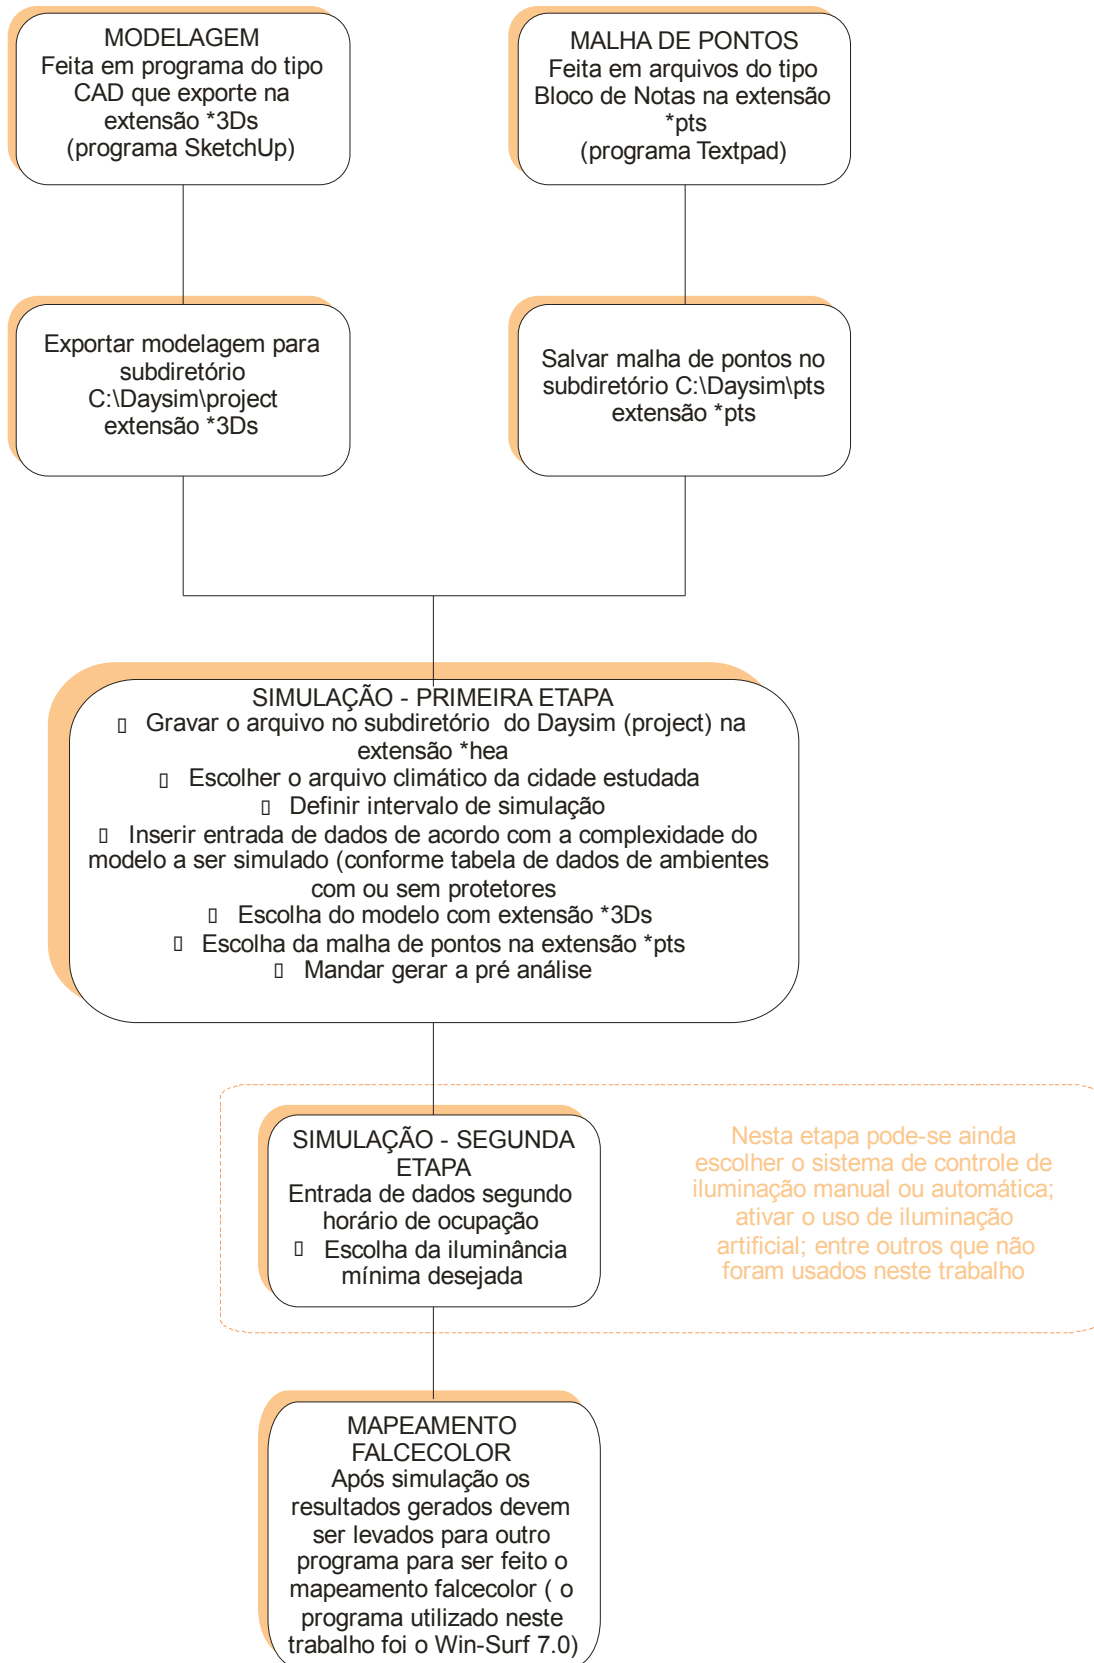 MODELAGEM
Feita em programa do tipo
CAD que exporte na
extensão *3Ds
(programa SketchUp)
MALHA DE PONTOS
Feita em arquivos do tipo
Bloco de Notas na extensão
*pts
(programa Textpad)
Exportar modelagem para
subdiretório
C:\Daysim\project
extensão *3Ds
Salvar malha de pontos no
subdiretório C:\Daysim\pts
extensão *pts
SIMULAÇÃO - PRIMEIRA ETAPA
▯ Gravar o arquivo no subdiretório  do Daysim (project) na
extensão *hea
▯ Escolher o arquivo climático da cidade estudada
▯ Definir intervalo de simulação
▯ Inserir entrada de dados de acordo com a complexidade do
modelo a ser simulado (conforme tabela de dados de ambientes
com ou sem protetores
▯ Escolha do modelo com extensão *3Ds
▯ Escolha da malha de pontos na extensão *pts
▯ Mandar gerar a pré análise
SIMULAÇÃO - SEGUNDA
ETAPA
Entrada de dados segundo
horário de ocupação
▯ Escolha da iluminância
mínima desejada
Nesta etapa pode-se ainda
escolher o sistema de controle de
iluminação manual ou automática;
ativar o uso de iluminação
artificial; entre outros que não
foram usados neste trabalho
MAPEAMENTO
FALCECOLOR
Após simulação os
resultados gerados devem
ser levados para outro
programa para ser feito o
mapeamento falcecolor ( o
programa utilizado neste
trabalho foi o Win-Surf 7.0)